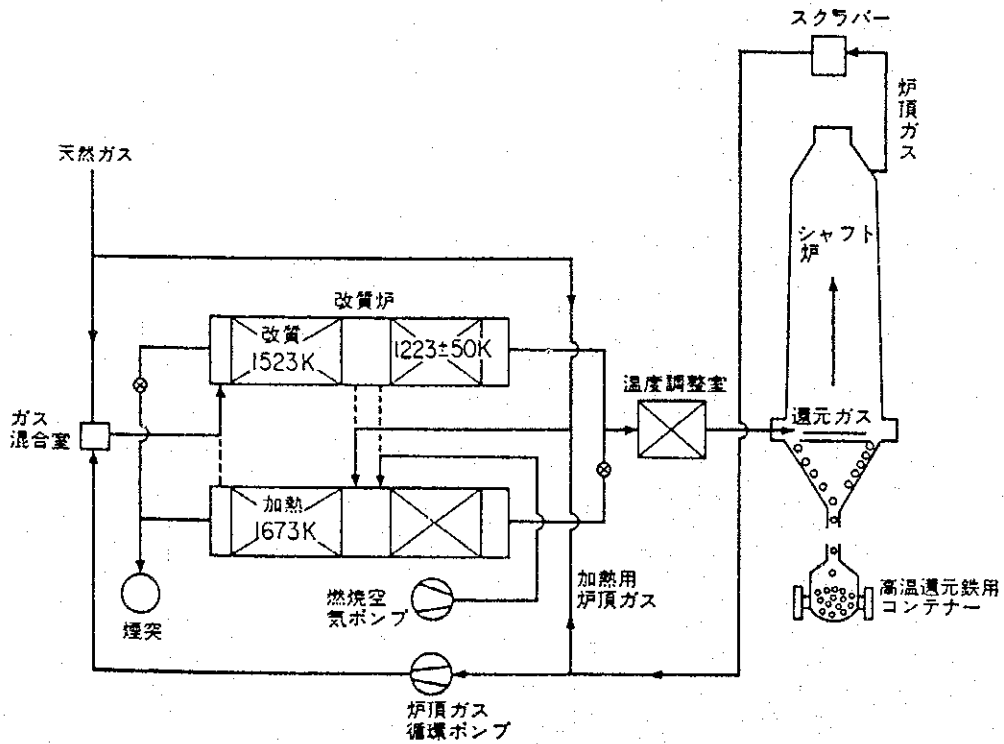 スクラバー
炉頂ガス
天然ガス
シャフト
炉
改質炉
改質
1523K
1223±50K
温度調整室
ガス
混合室
還元ガス
加熱
1673K
加熱用
炉頂ガス
燃焼空
気ポンプ
高温還元鉄用
コンテナー
煙突
炉頂ガス
循環ポンプ